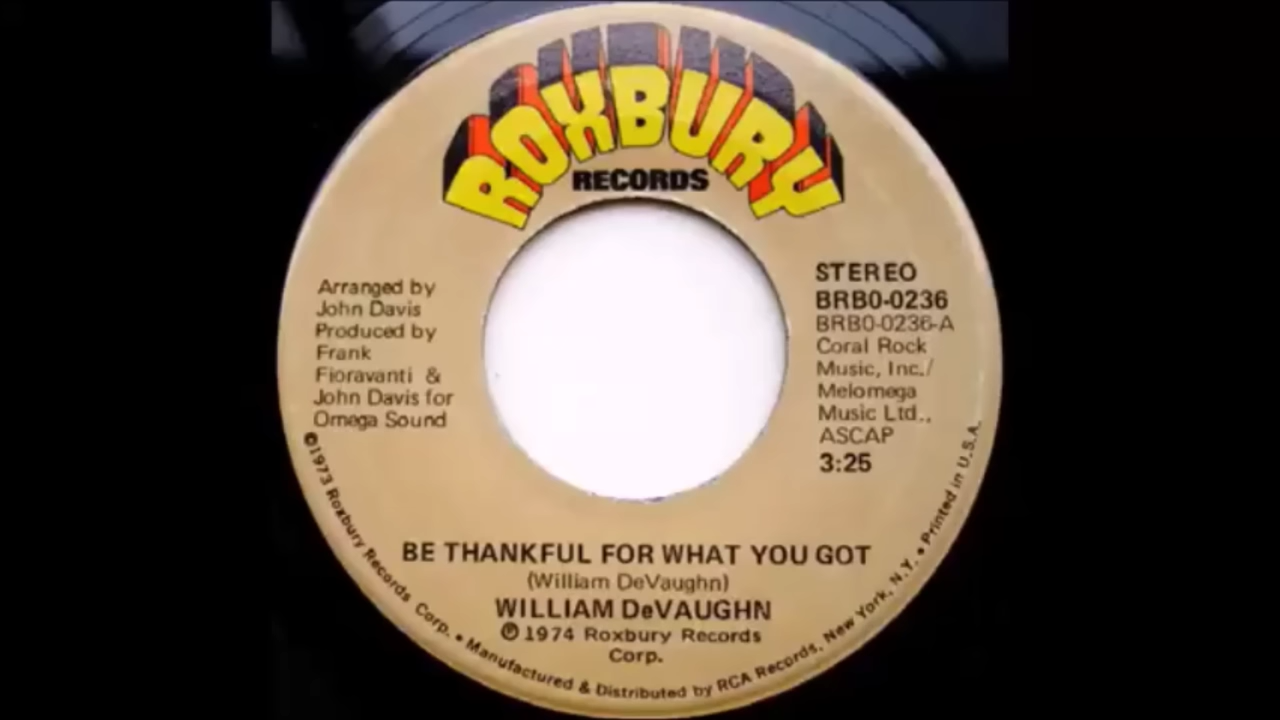 ROXBURY
RECORDS
Arranged by
John Davis
Produced by
Frank
Fioravanti &
John Davis for
Omega Sound
STEREO
BRBO-0236
BRBO-0236-A
Coral Rock
Music, Inc./
Melomega
Music Ltd.,
ASCAP
3:25
BE THANKFUL FOR WHAT YOU GOT
(William DeVaughn)
WILLIAM DeVAUGHN
℗ 1974 Roxbury Records
Corp.
©1973 Roxbury Records Corp. • Manufactured & Distributed by RCA Records, New York, N.Y. • Printed in U.S.A.